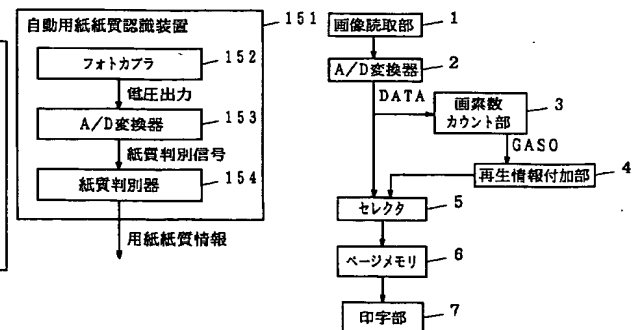 自動用紙紙質認識装置
151
フォトカプラ
152
低圧出力
A/D変換器
153
紙質判別信号
紙質判別器
154
用紙紙質情報
画像読取部
1
A/D変換器
2
DATA
画素数
カウント部
3
GASO
再生情報付加部
4
セレクタ
5
ページメモリ
6
印字部
7